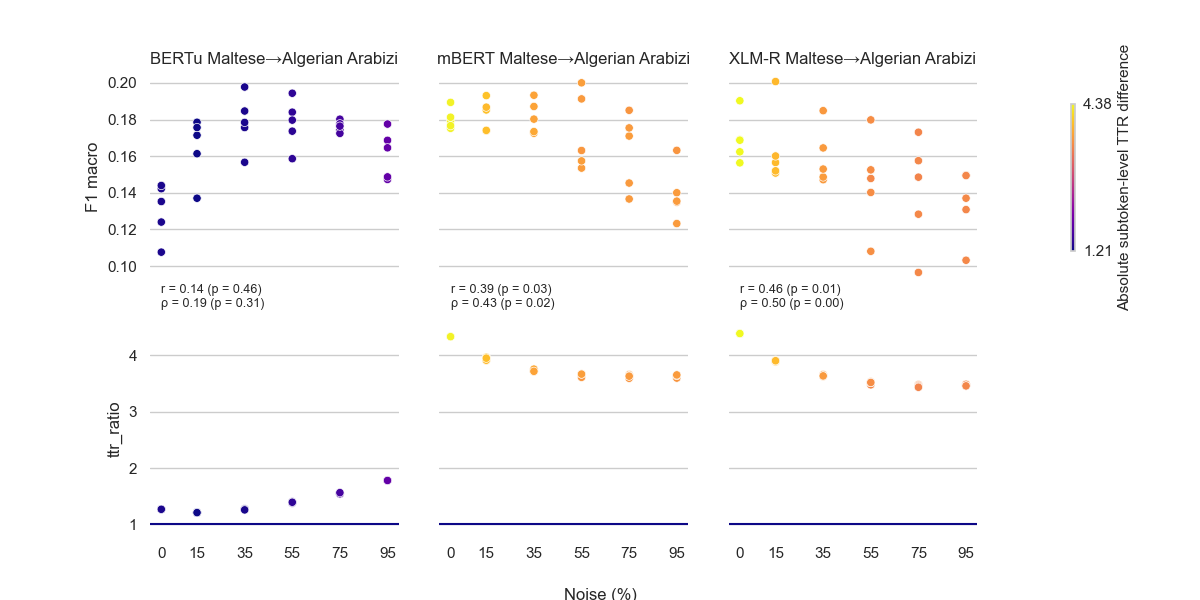 BERTu Maltese→Algerian Arabizi
mBERT Maltese→Algerian Arabizi
XLM-R Maltese→Algerian Arabizi
0.20
0.18
0.16
0.14
0.12
0.10
F1 macro
r = 0.14 (p = 0.46)
ρ = 0.19 (p = 0.31)
r = 0.39 (p = 0.03)
ρ = 0.43 (p = 0.02)
r = 0.46 (p = 0.01)
ρ = 0.50 (p = 0.00)
4
3
2
1
ttr_ratio
0 15 35 55 75 95
0 15 35 55 75 95
0 15 35 55 75 95
Noise (%)
4.38
1.21
Absolute subtoken-level TTR difference